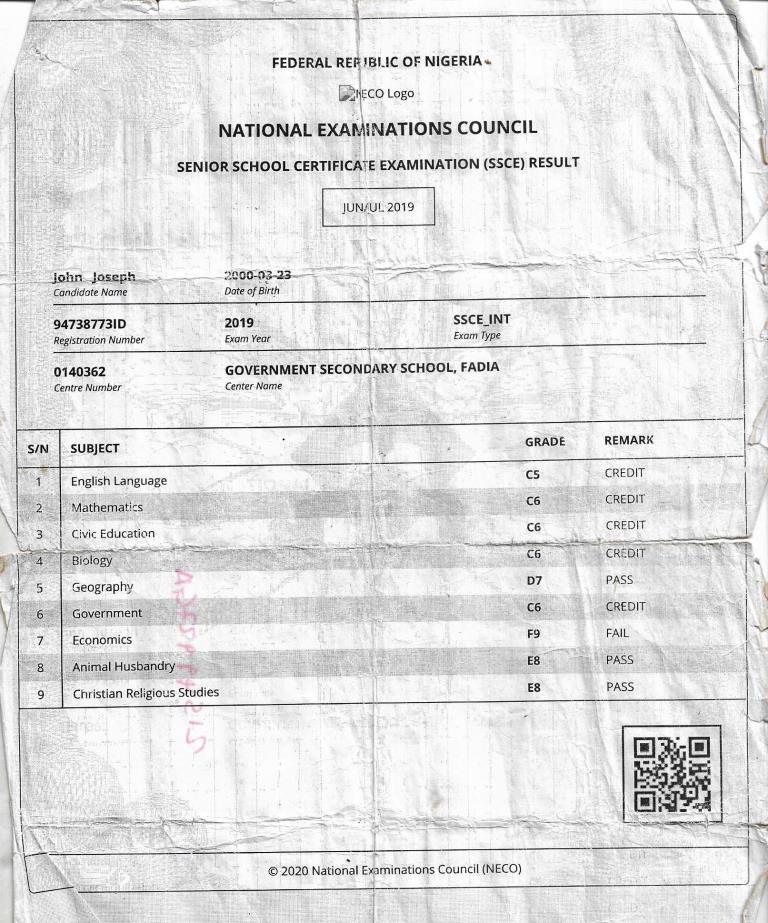 FEDERAL REPUBLIC OF NIGERIA
NECO Logo
NATIONAL EXAMINATIONS COUNCIL
SENIOR SCHOOL CERTIFICATE EXAMINATION (SSCE) RESULT
JUN/JUL 2019
John Joseph 2000-03-23
Candidate Name Date of Birth
94738773ID 2019 SSCE_INT
Registration Number Exam Year Exam Type
0140362 GOVERNMENT SECONDARY SCHOOL, FADIA
Centre Number Center Name
S/N SUBJECT GRADE REMARK
1 English Language C5 CREDIT
2 Mathematics C6 CREDIT
3 Civic Education C6 CREDIT
4 Biology C6 CREDIT
5 Geography D7 PASS
6 Government C6 CREDIT
7 Economics F9 FAIL
8 Animal Husbandry E8 PASS
9 Christian Religious Studies E8 PASS
© 2020 National Examinations Council (NECO)